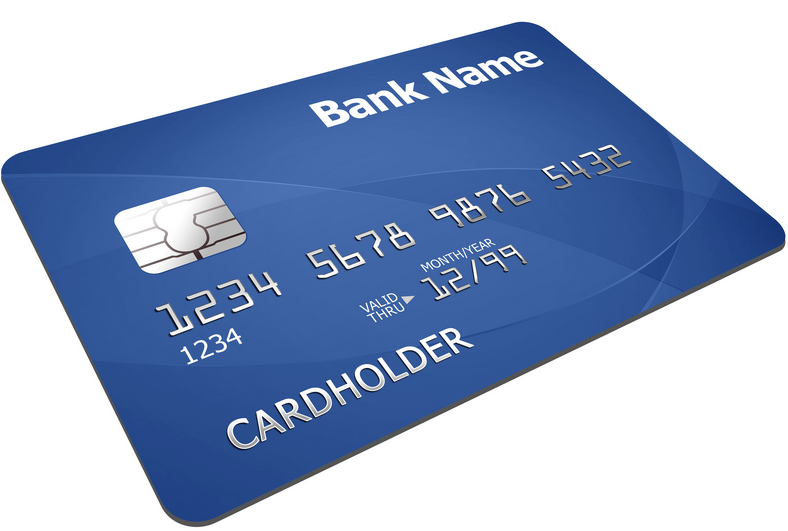 Bank Name
1234 5678 9876 5432
1234
MONTH/YEAR
VALID
THRU
12/99
CARDHOLDER